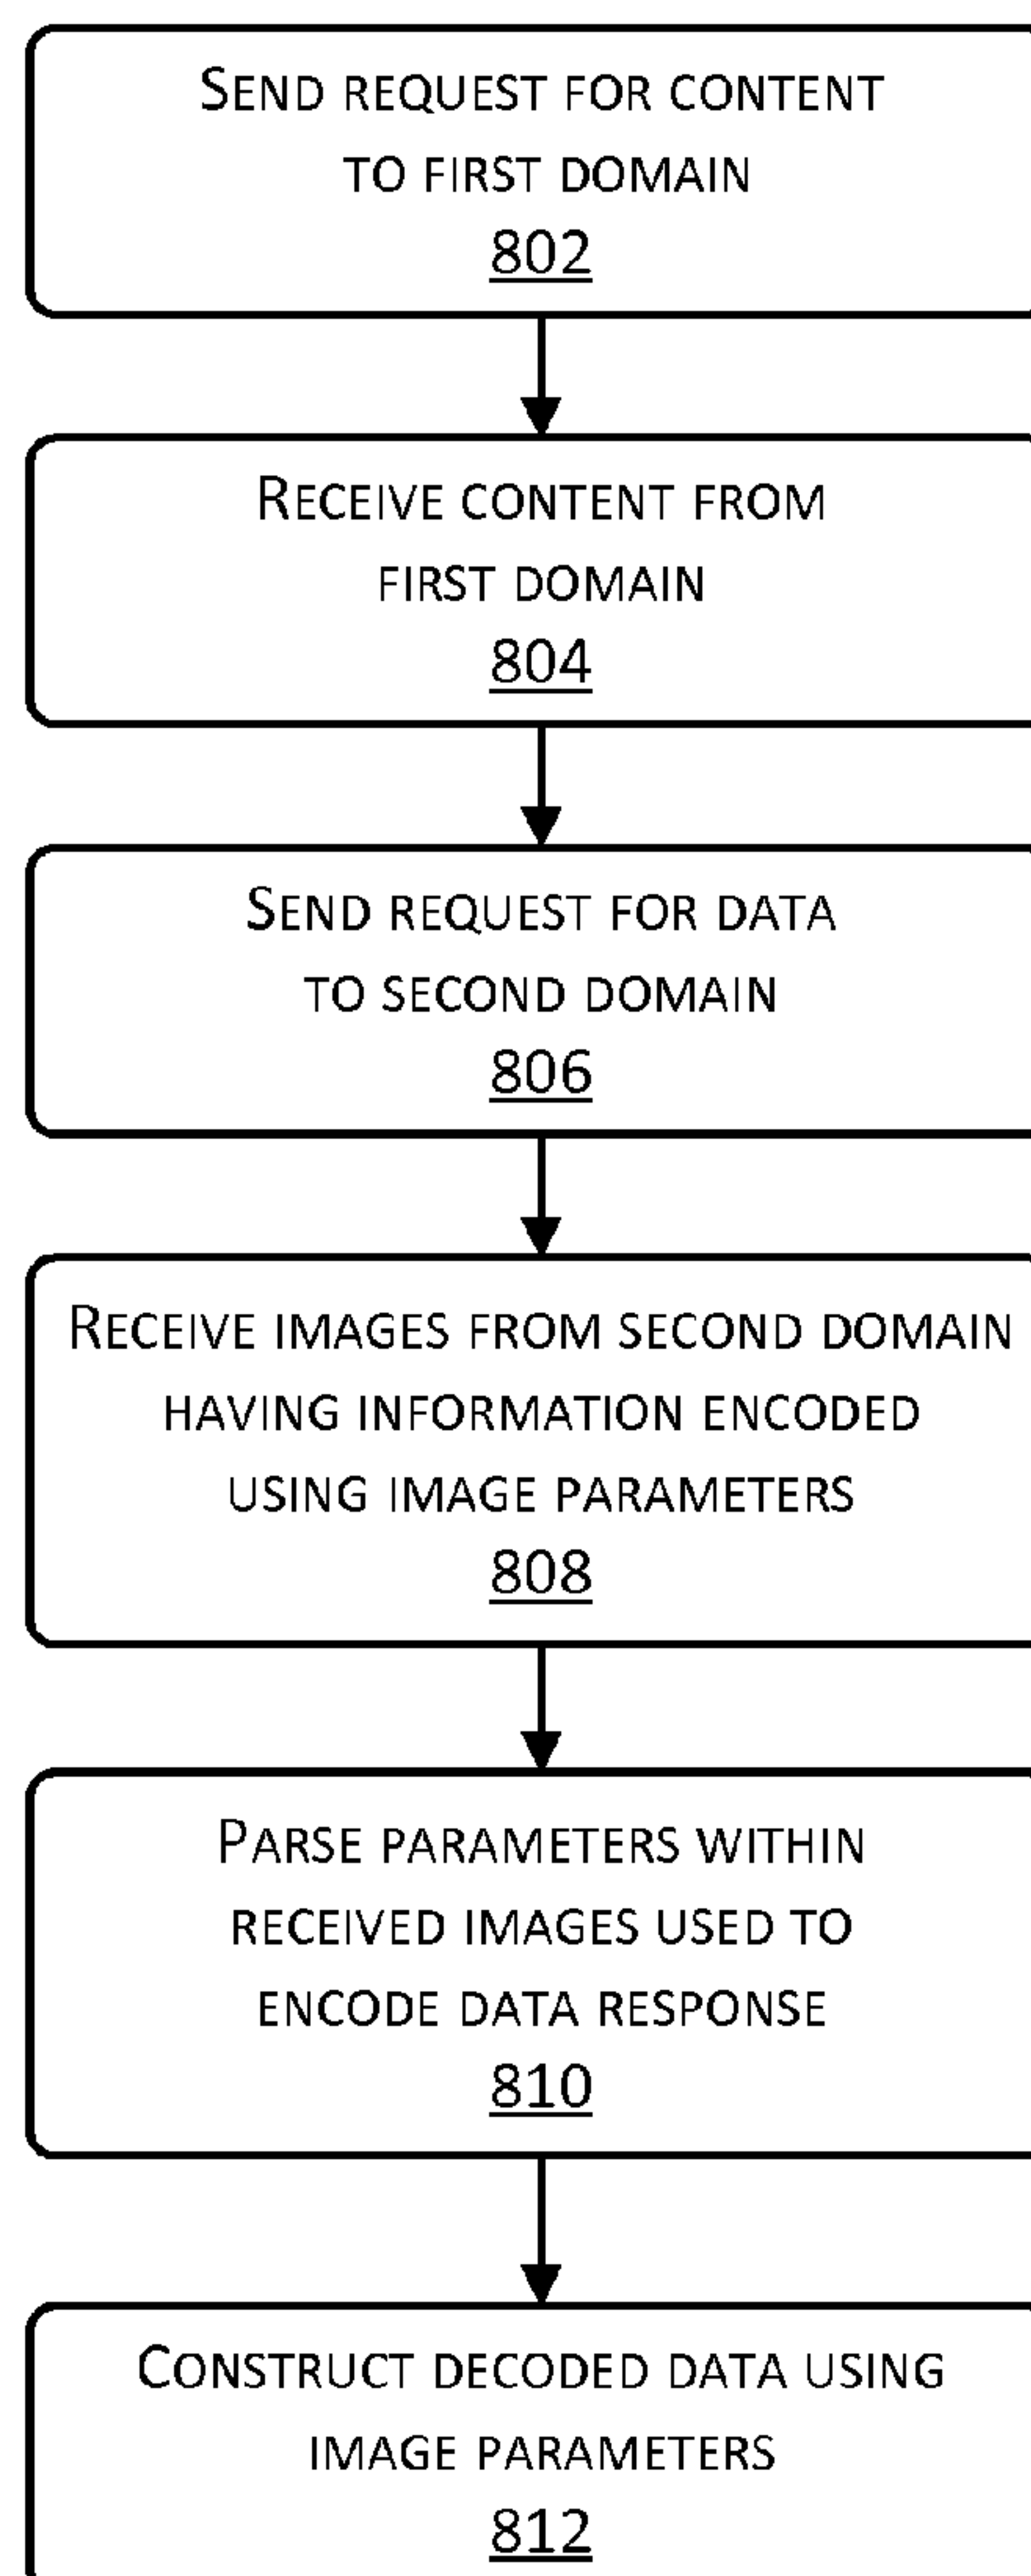 SEND REQUEST FOR CONTENT
TO FIRST DOMAIN
802
RECEIVE CONTENT FROM
FIRST DOMAIN
804
SEND REQUEST FOR DATA
TO SECOND DOMAIN
806
RECEIVE IMAGES FROM SECOND DOMAIN
HAVING INFORMATION ENCODED
USING IMAGE PARAMETERS
808
PARSE PARAMETERS WITHIN
RECEIVED IMAGES USED TO
ENCODE DATA RESPONSE
810
CONSTRUCT DECODED DATA USING
IMAGE PARAMETERS
812